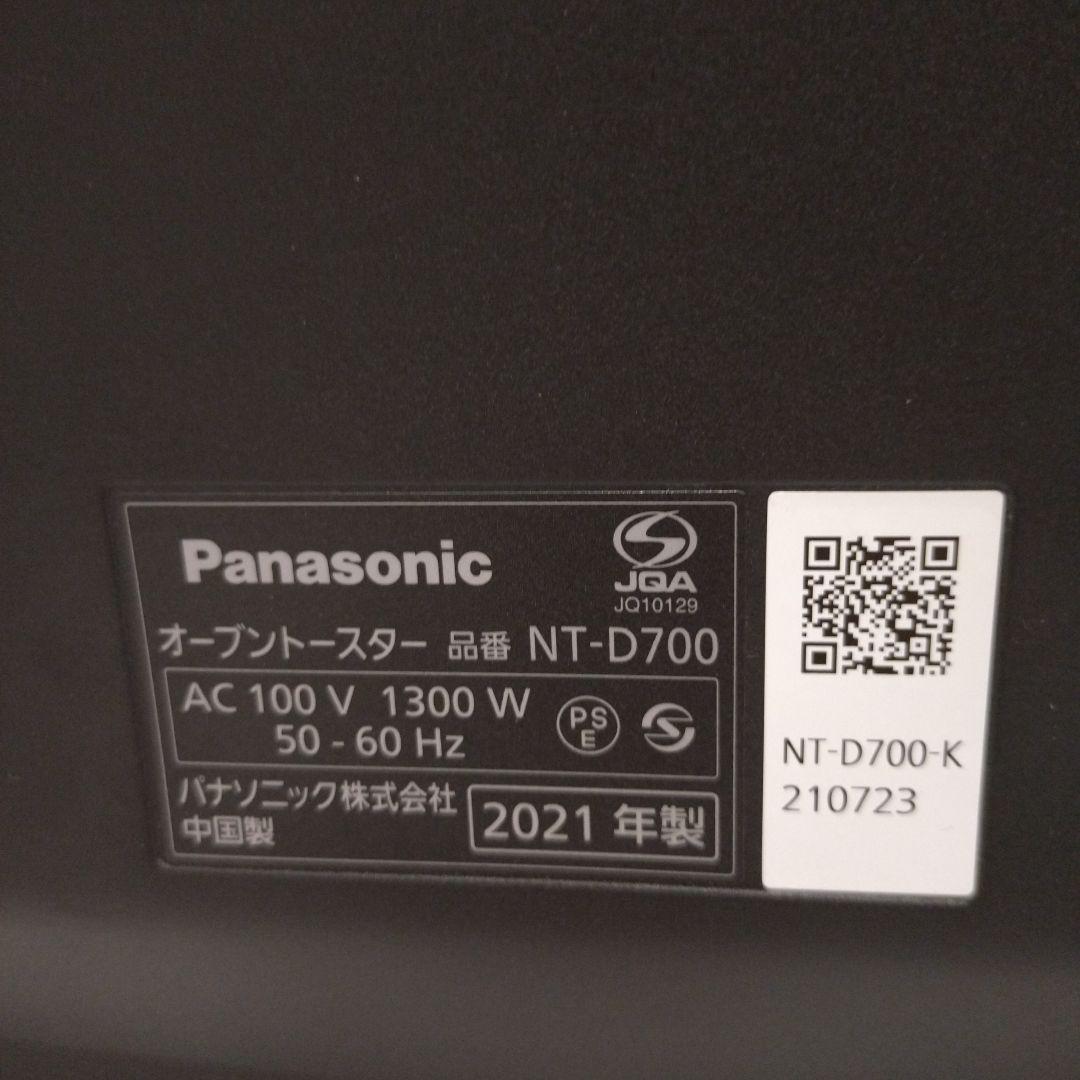 Panasonic
JQA
JQ10129
オーブントースター 品番 NT-D700
AC 100 V 1300 W
50 - 60 Hz
PS
E
パナソニック株式会社
中国製
2021 年製
NT-D700-K
210723